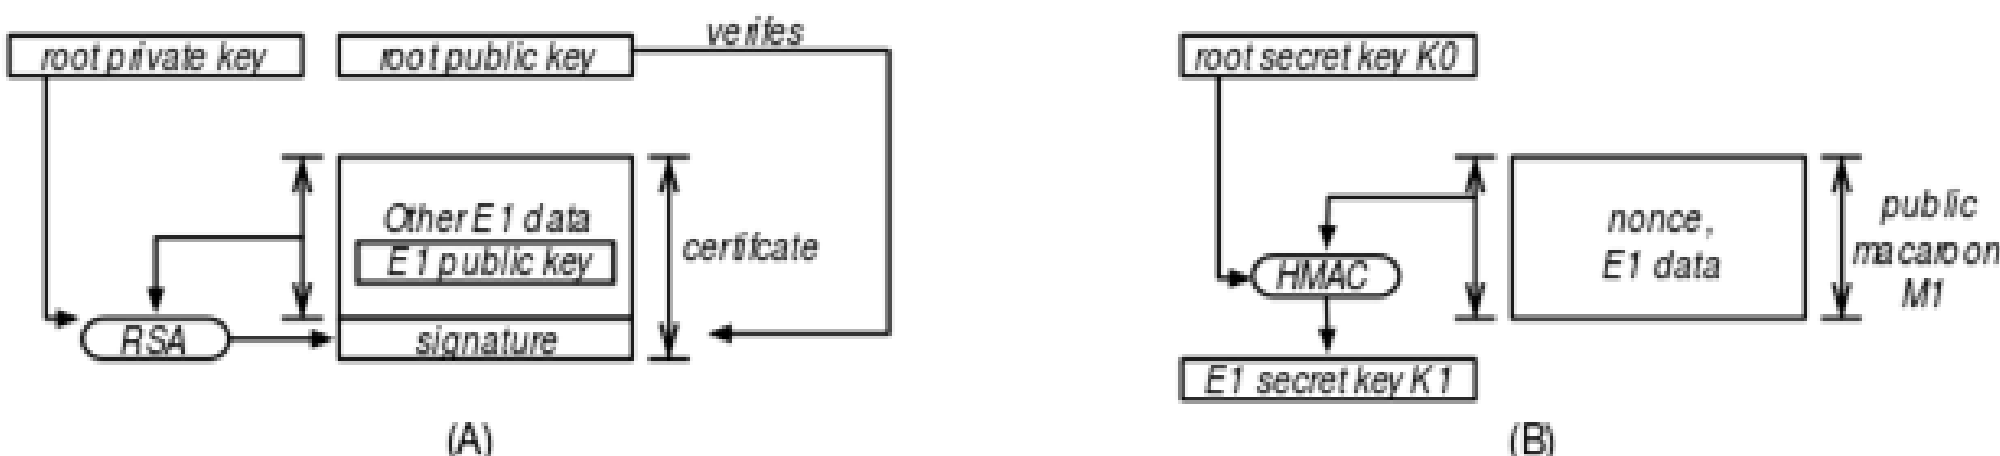 root private key
root public key
verifes
Other E1 data
E1 public key
certifcate
RSA
signature
(A)
root secret key K0
nonce,
E1 data
public
macaroon
M1
HMAC
E1 secret key K1
(B)